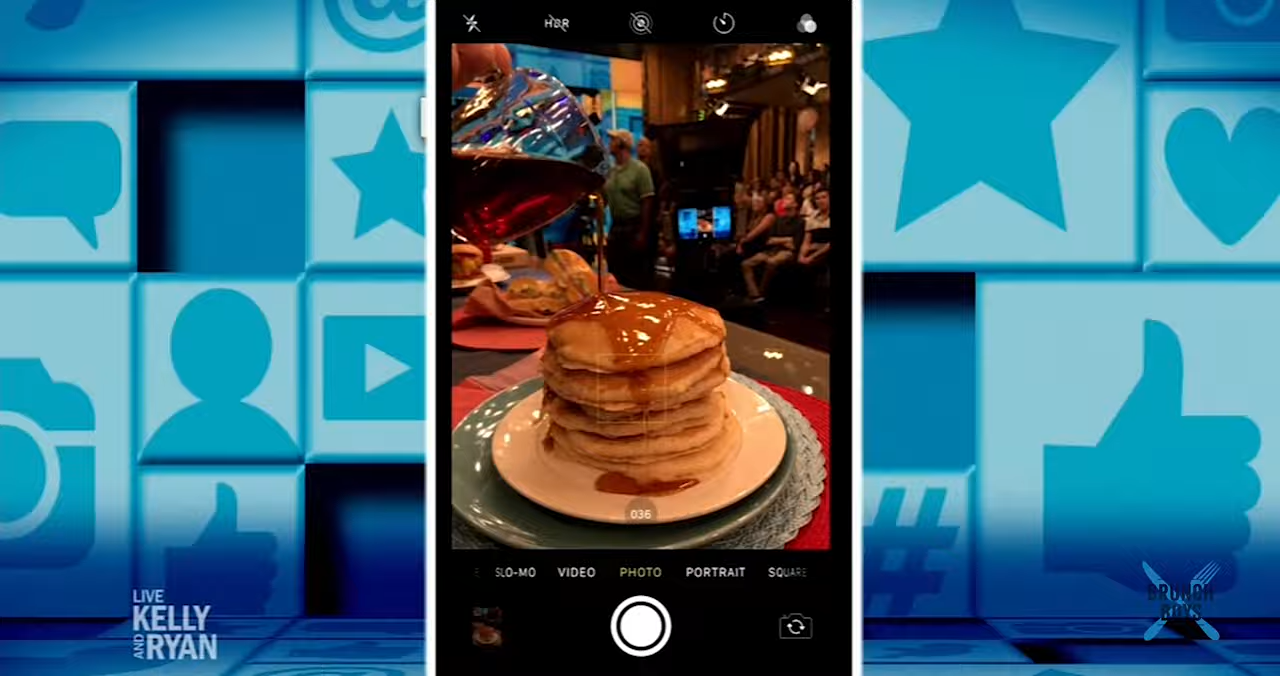 HDR
036
SLO-MO
VIDEO
PHOTO
PORTRAIT
SQUARE
LIVE
KELLY
AND
RYAN
BRUNCH
BOYS